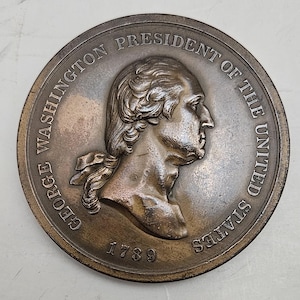 GEORGE WASHINGTON PRESIDENT OF THE UNITED STATES
1789